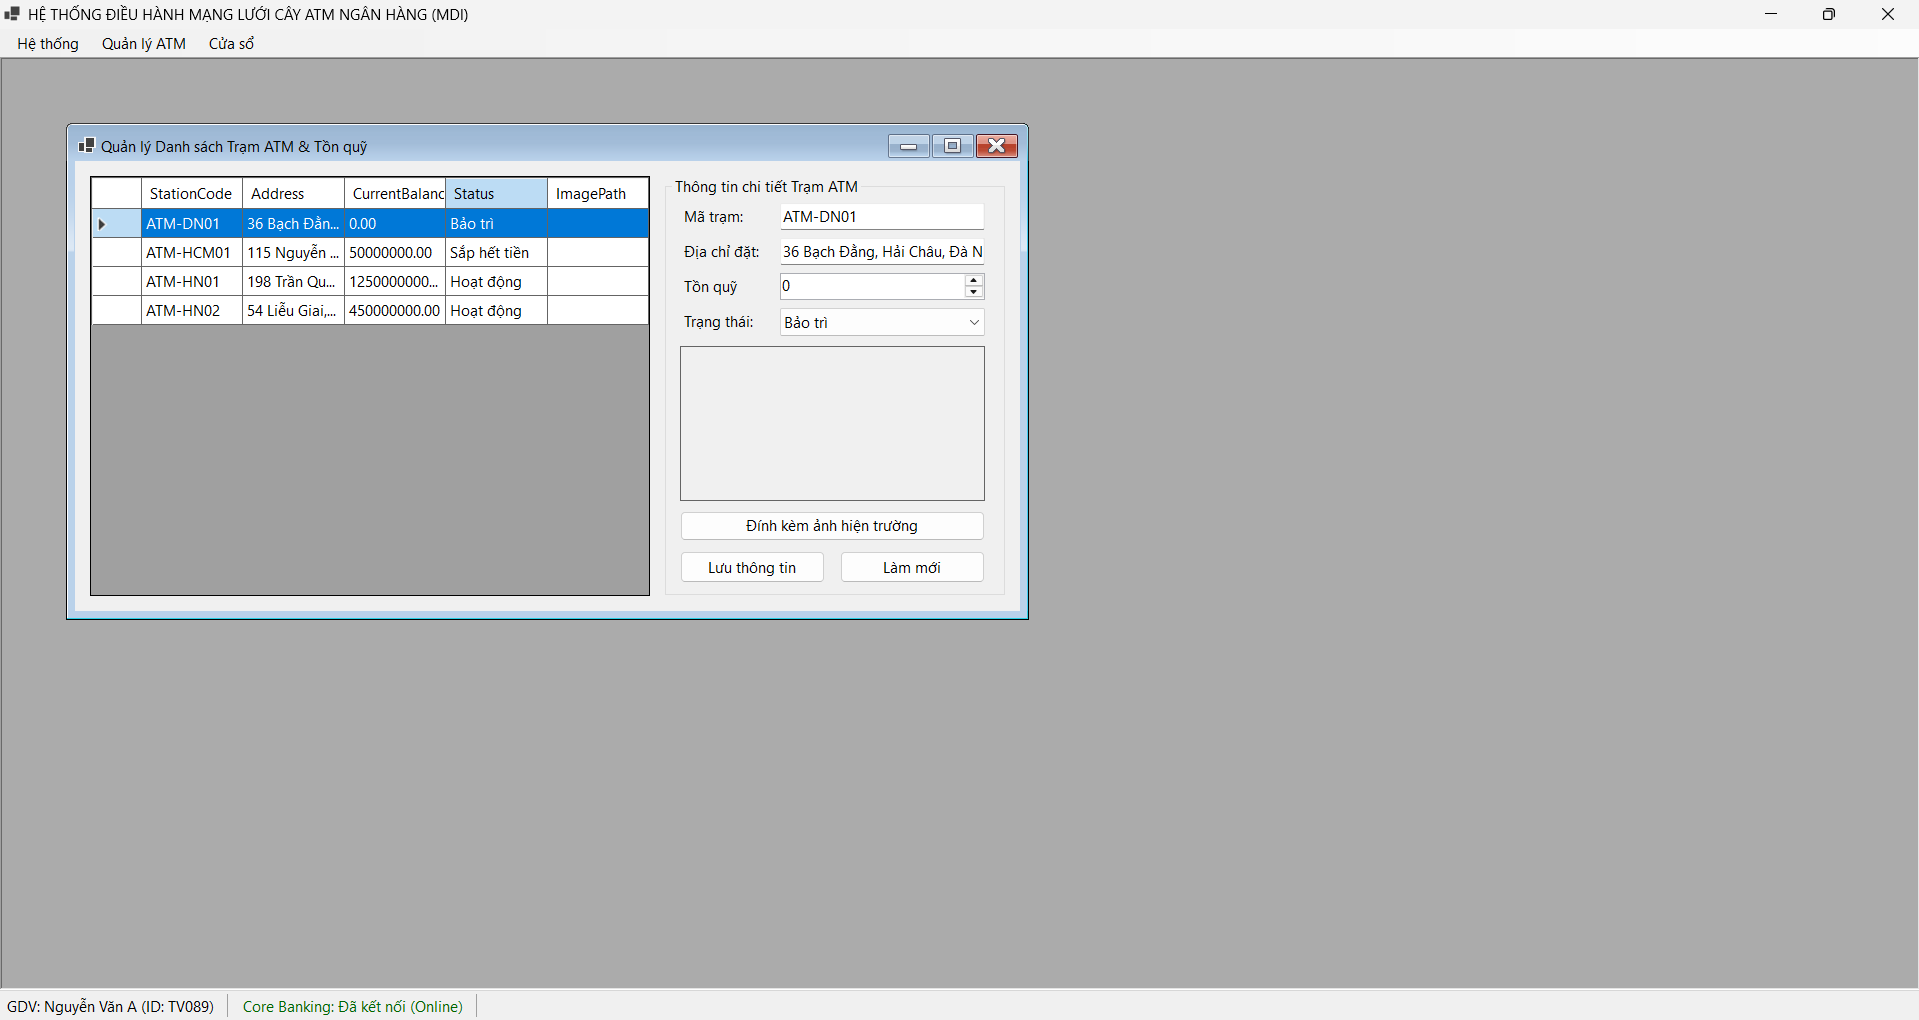 HỆ THỐNG ĐIỀU HÀNH MẠNG LƯỚI CÂY ATM NGÂN HÀNG (MDI)
Hệ thống Quản lý ATM Cửa sổ
Quản lý Danh sách Trạm ATM & Tồn quỹ
StationCode Address CurrentBalanc Status ImagePath
ATM-DN01 36 Bạch Đằn... 0.00 Bảo trì
ATM-HCM01 115 Nguyễn ... 50000000.00 Sắp hết tiền
ATM-HN01 198 Trần Qu... 1250000000... Hoạt động
ATM-HN02 54 Liễu Giai,... 450000000.00 Hoạt động
Thông tin chi tiết Trạm ATM
Mã trạm: ATM-DN01
Địa chỉ đặt: 36 Bạch Đằng, Hải Châu, Đà N
Tồn quỹ 0
Trạng thái: Bảo trì
Đính kèm ảnh hiện trường
Lưu thông tin Làm mới
GDV: Nguyễn Văn A (ID: TV089) Core Banking: Đã kết nối (Online)